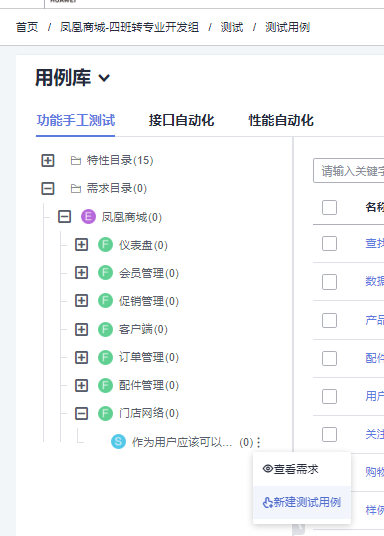 HUAWEI
首页 / 凤凰商城-四班转专业开发组 / 测试 / 测试用例
用例库
功能手工测试 接口自动化 性能自动化
特性目录(15)
请输入关键字
需求目录(0)
名称
E 凤凰商城(0)
F 仪表盘(0)
查找
F 会员管理(0)
数据
F 促销管理(0)
产品
F 客户端(0)
F 订单管理(0)
配件
F 配件管理(0)
用户
F 门店网络(0)
关注
S 作为用户应该可以... (0)
查看需求
购物
新建测试用例
样例